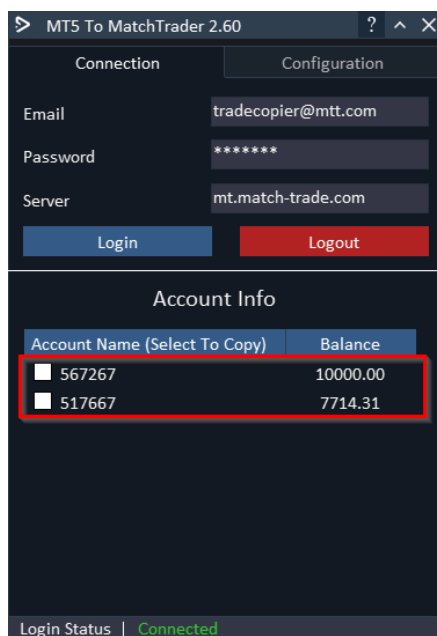 MT5 To MatchTrader 2.60 ?
Connection Configuration
Email tradecopier@mtt.com
Password *******
Server mt.match-trade.com
Login Logout
Account Info
Account Name (Select To Copy) Balance
567267 10000.00
517667 7714.31
Login Status | Connected